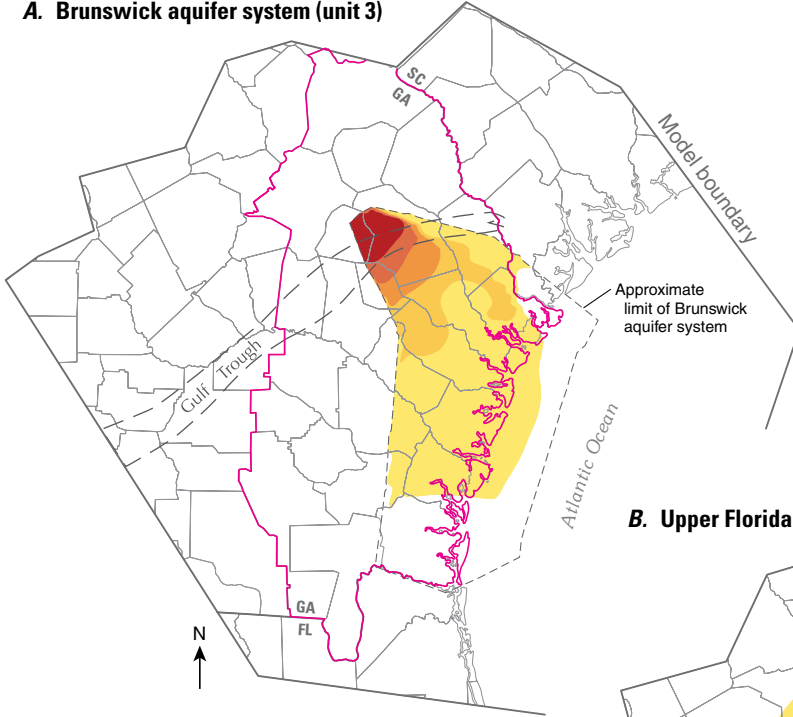 A. Brunswick aquifer system (unit 3)
SC
GA
Model boundary
Approximate
limit of Brunswick
aquifer system
Gulf Trough
Atlantic Ocean
B. Upper Florida
GA
FL
N